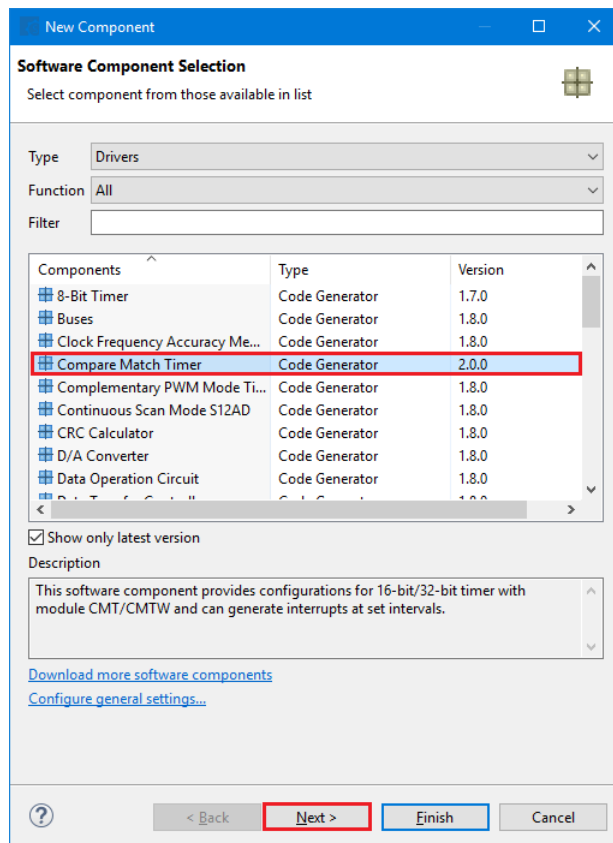 New Component
Software Component Selection
Select component from those available in list
Type Drivers
Function All
Filter
Components Type Version
8-Bit Timer Code Generator 1.7.0
Buses Code Generator 1.8.0
Clock Frequency Accuracy Me... Code Generator 1.8.0
Compare Match Timer Code Generator 2.0.0
Complementary PWM Mode Ti... Code Generator 1.8.0
Continuous Scan Mode S12AD Code Generator 1.8.0
CRC Calculator Code Generator 1.8.0
D/A Converter Code Generator 1.8.0
Data Operation Circuit Code Generator 1.8.0
Show only latest version
Description
This software component provides configurations for 16-bit/32-bit timer with
module CMT/CMTW and can generate interrupts at set intervals.
Download more software components
Configure general settings...
? < Back Next > Finish Cancel